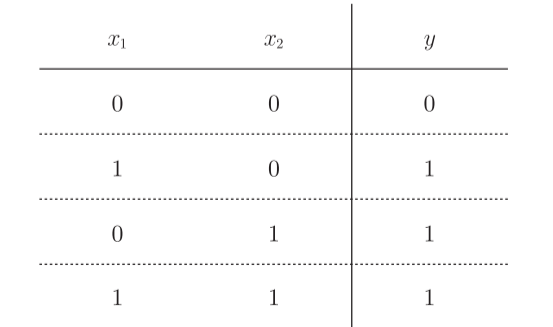 x₁ x₂ y
0 0 0
1 0 1
0 1 1
1 1 1